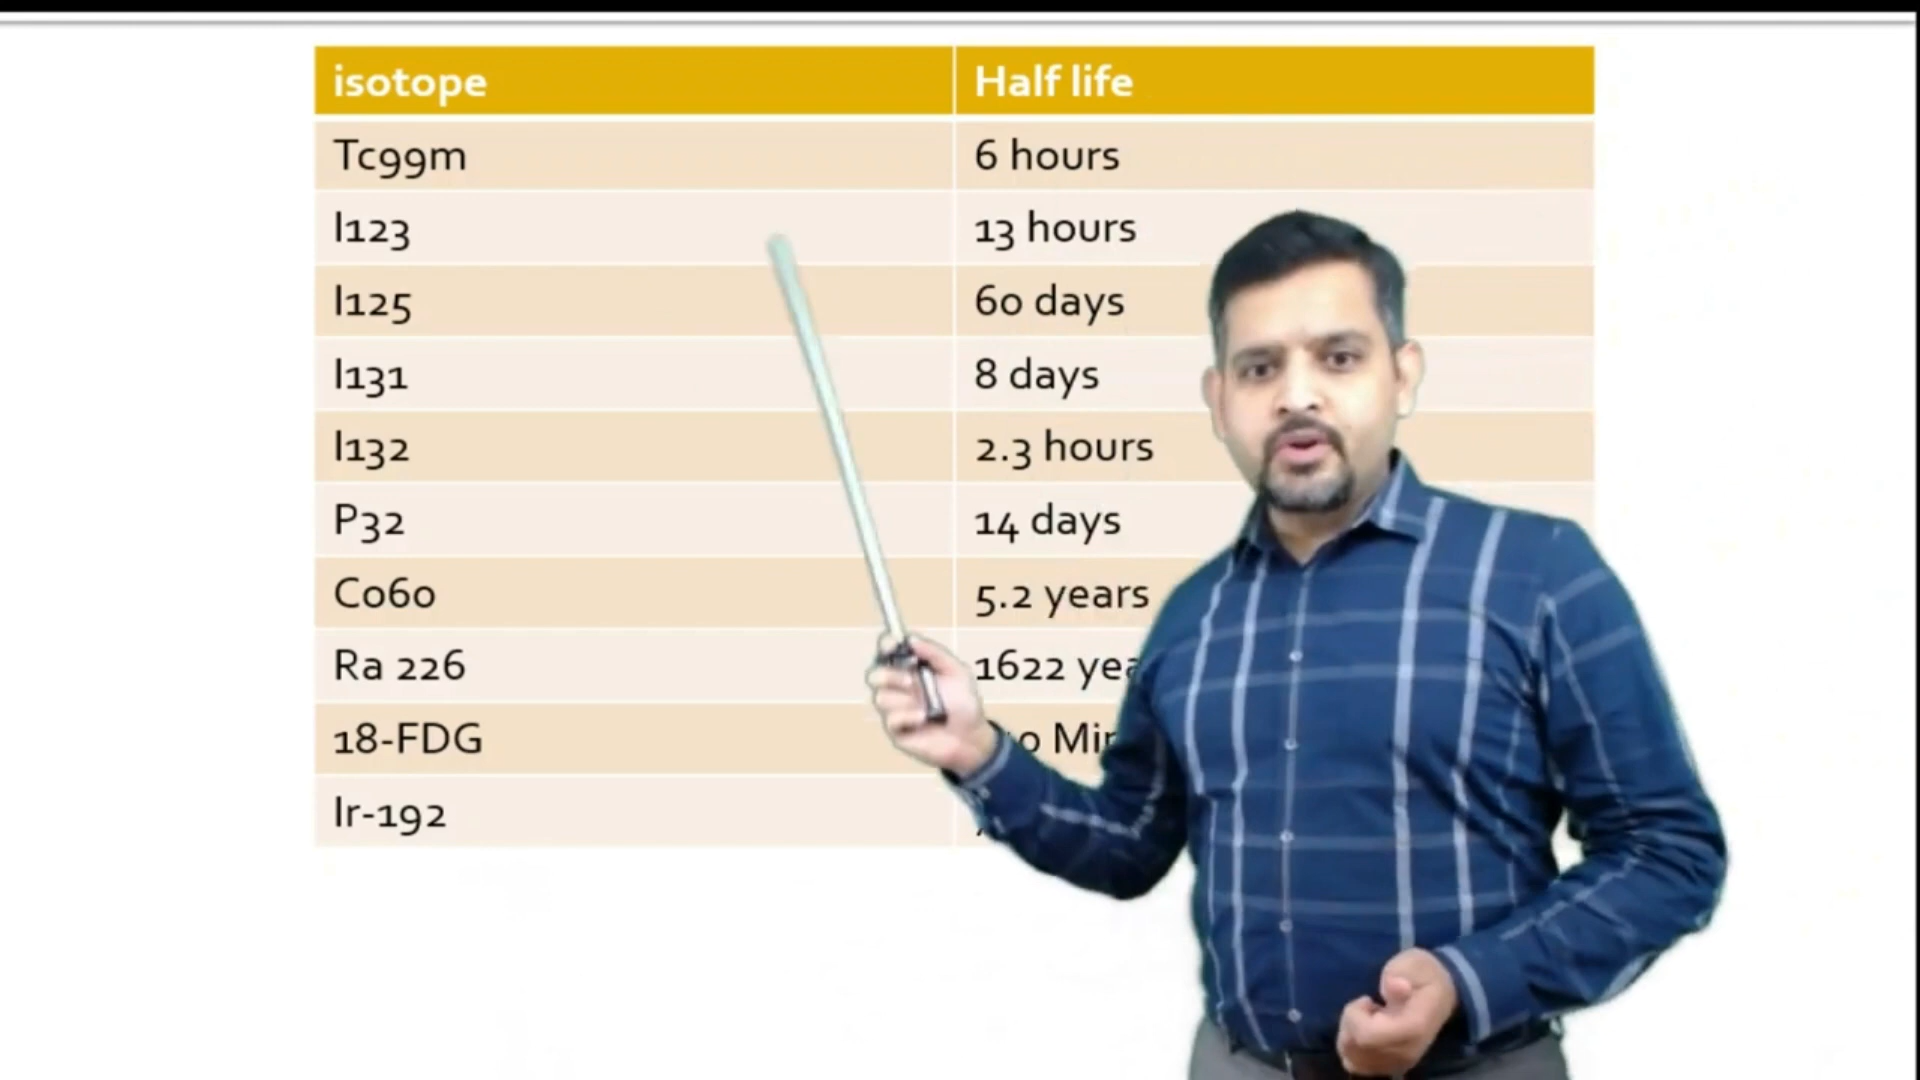 isotope Half life
Tc99m 6 hours
I123 13 hours
I125 60 days
I131 8 days
I132 2.3 hours
P32 14 days
Co60 5.2 years
Ra 226 1622
18-FDG
Ir-192